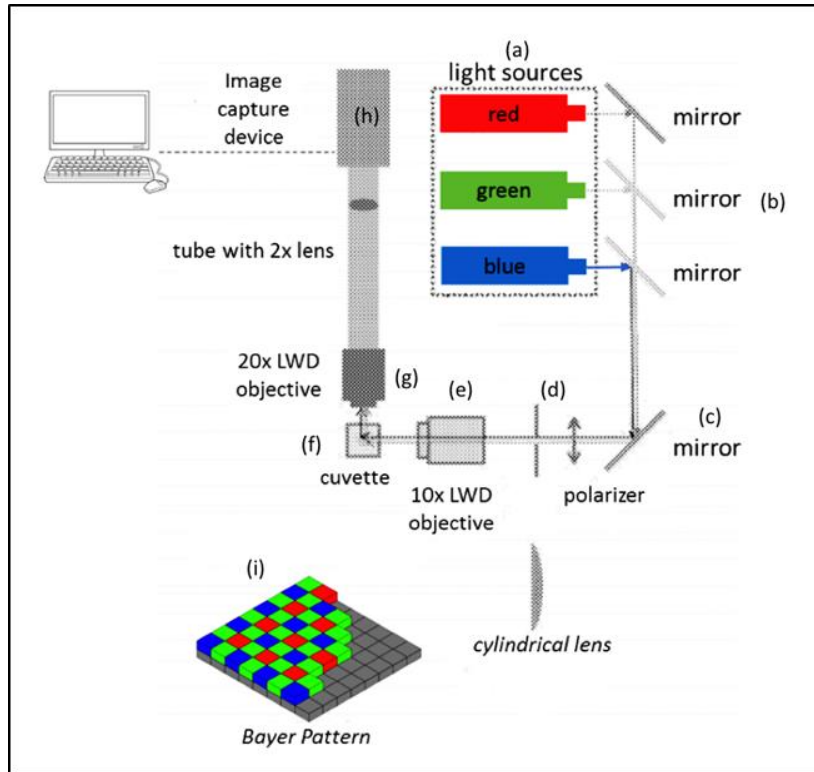 (a)
light sources
Image
capture
device
(h)
red
mirror
green
mirror
(b)
tube with 2x lens
blue
mirror
20x LWD
objective
(g)
(e)
(d)
(c)
mirror
(f)
cuvette
10x LWD
objective
polarizer
(i)
cylindrical lens
Bayer Pattern